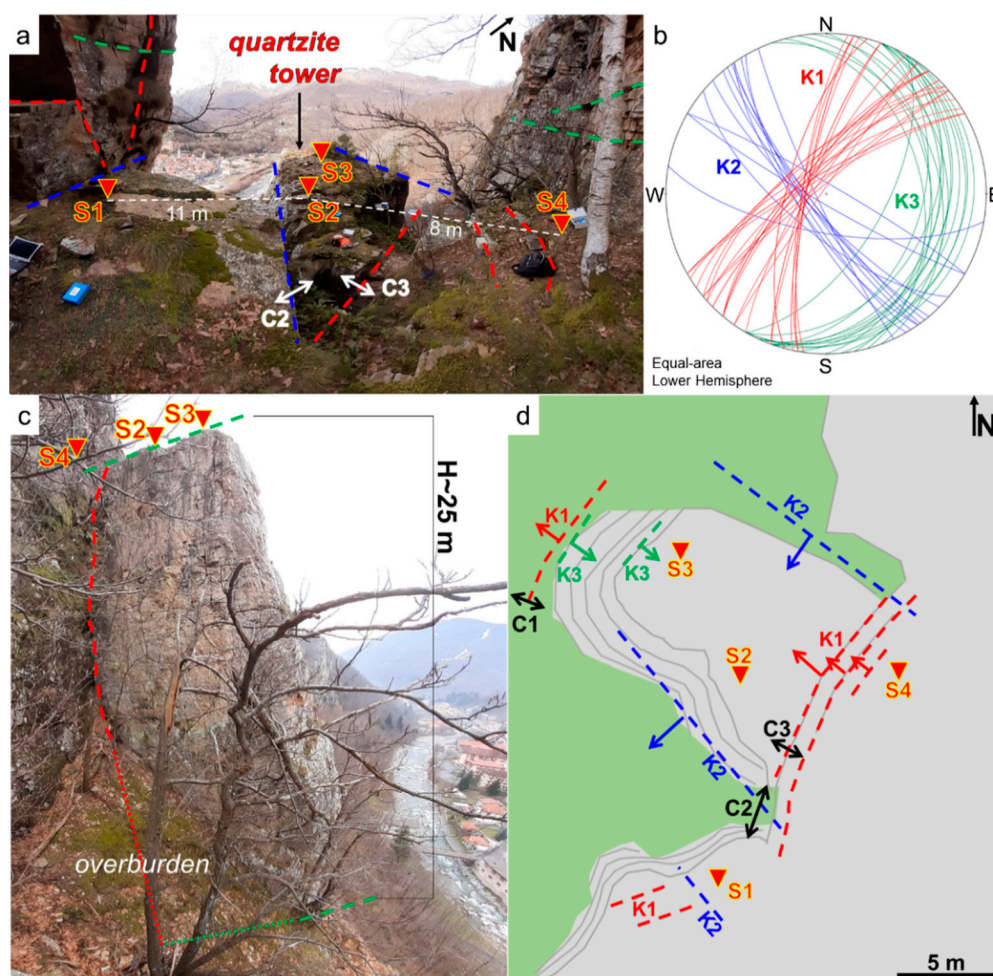 a
quartzite
tower
N
S3
S1
S2
S4
11 m
8 m
C2
C3
b
N
K1
K2
K3
W
E
S
Equal-area
Lower Hemisphere
c
S3
S2
S4
H~25 m
overburden
d
N
K1
K2
K3
K3
S3
C1
K1
S2
S4
C3
K2
C2
S1
K1
K2
5 m